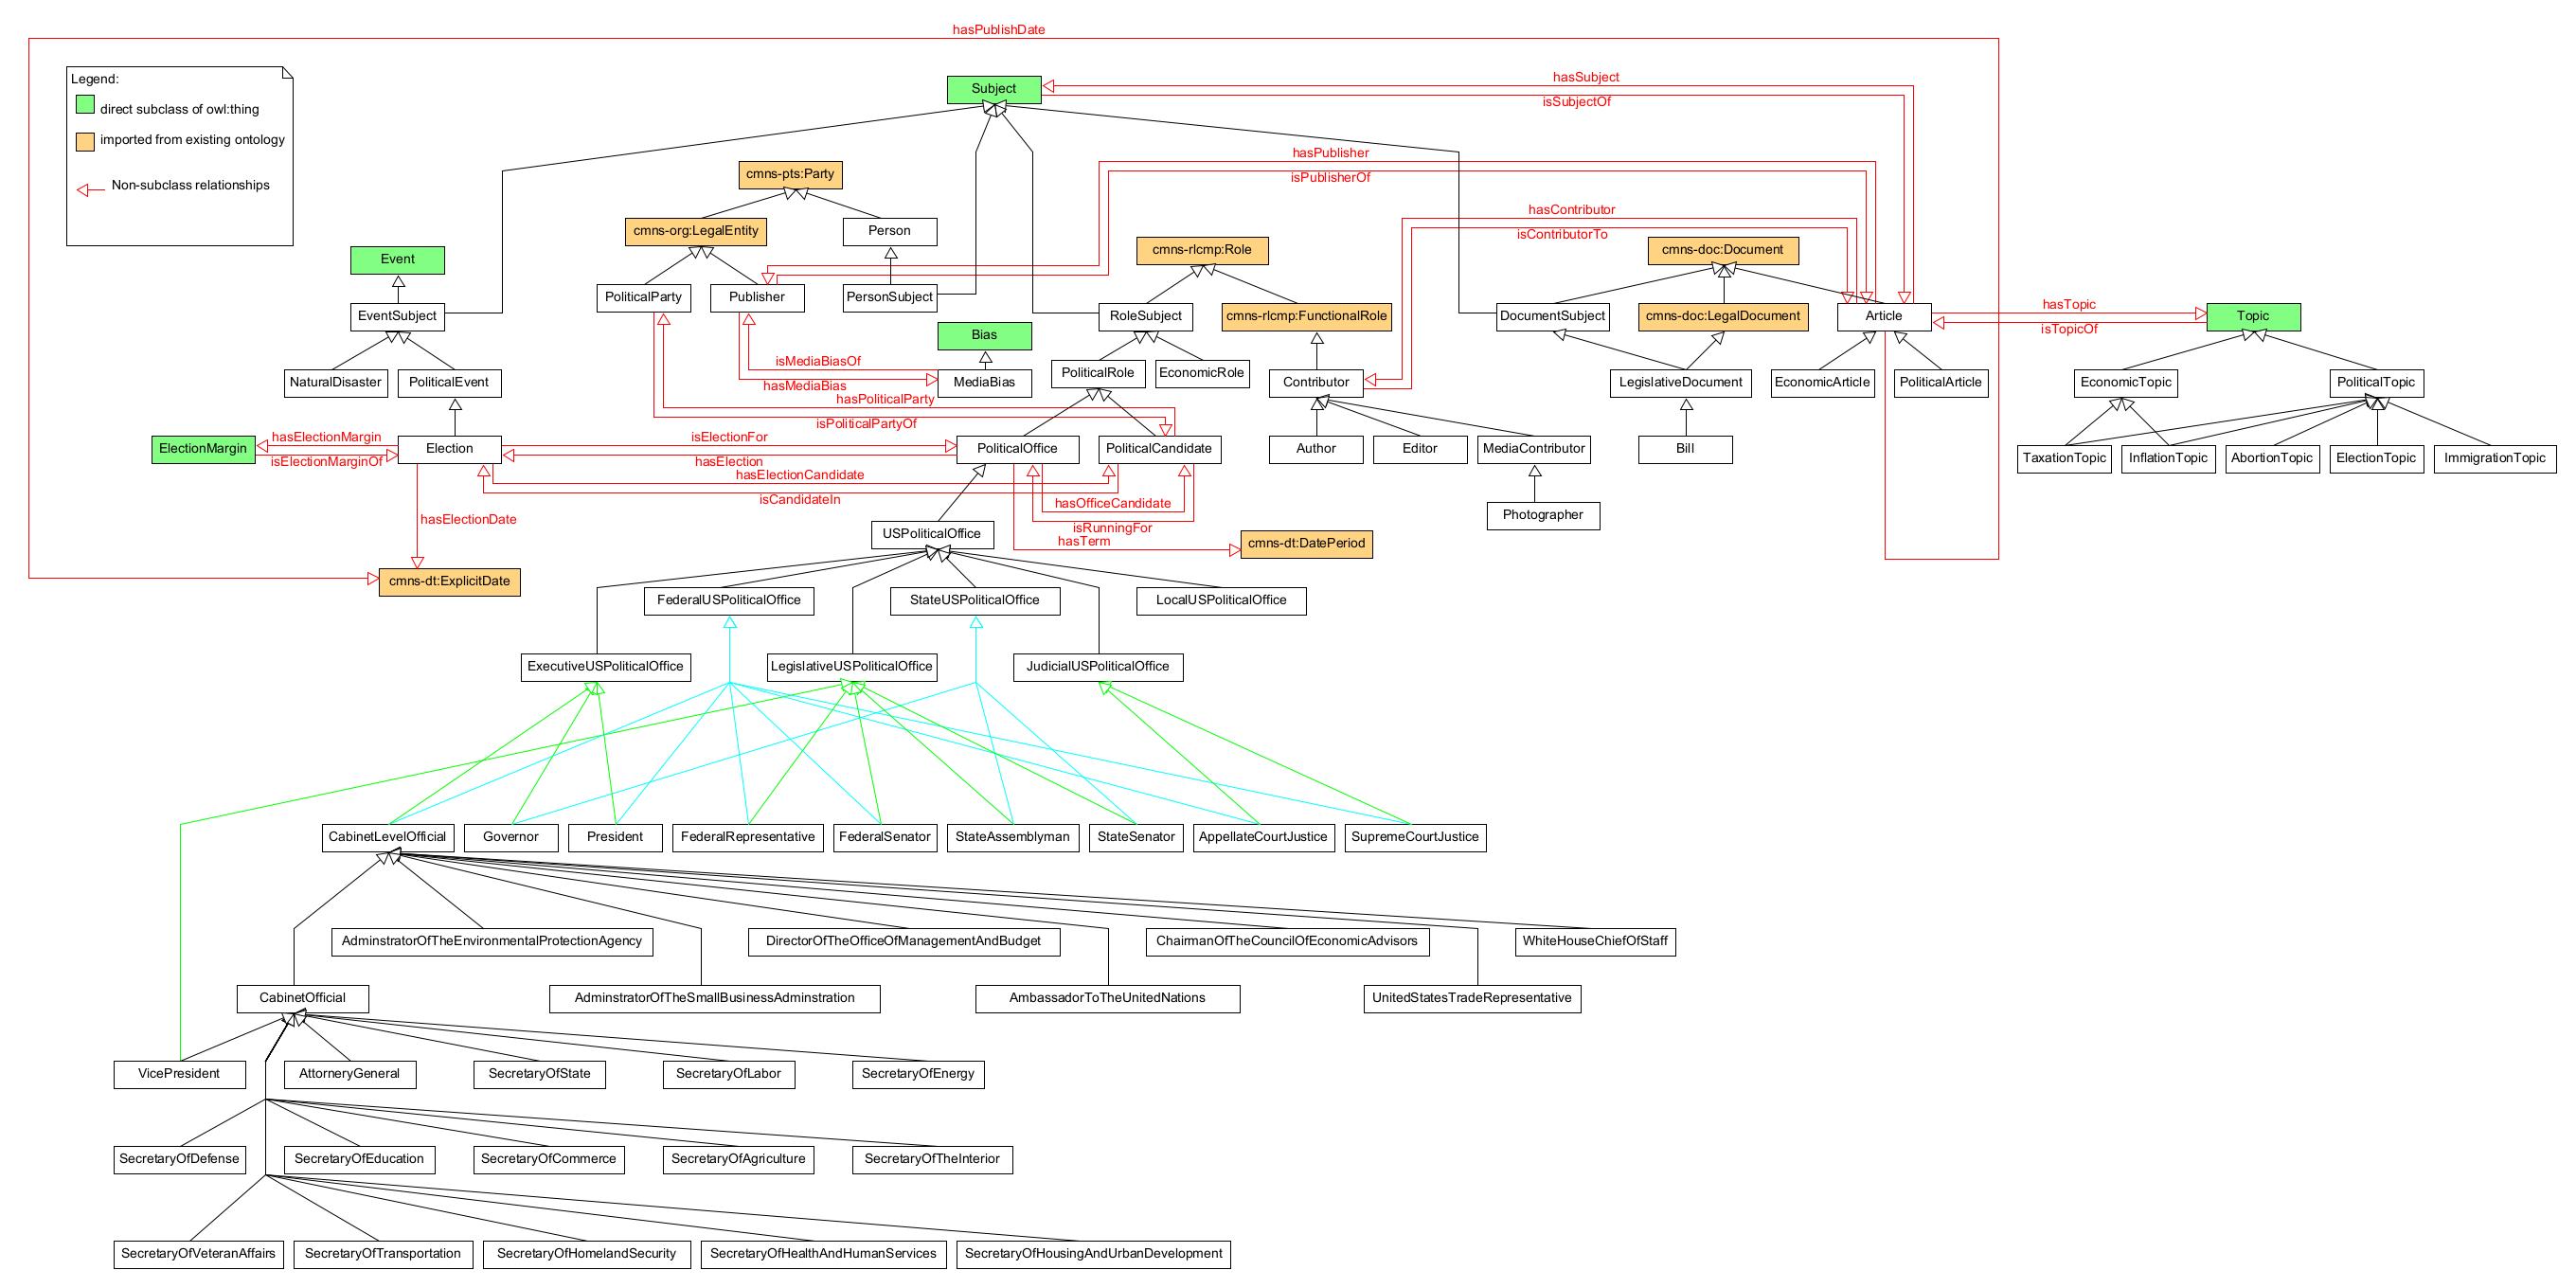 hasPublishDate
Legend:
direct subclass of owl:thing
imported from existing ontology
Non-subclass relationships
Subject
hasSubject
isSubjectOf
hasPublisher
isPublisherOf
cmns-pts:Party
hasContributor
isContributorTo
cmns-org:LegalEntity
Person
cmns-rlcmp:Role
cmns-doc:Document
Event
PoliticalParty
Publisher
PersonSubject
hasTopic
isTopicOf
EventSubject
RoleSubject
cmns-rlcmp:FunctionalRole
DocumentSubject
cmns-doc:LegalDocument
Article
Topic
Bias
isMediaBiasOf
hasMediaBias
NaturalDisaster
PoliticalEvent
MediaBias
PoliticalRole
EconomicRole
Contributor
LegislativeDocument
EconomicArticle
PoliticalArticle
EconomicTopic
PoliticalTopic
hasPoliticalParty
isPoliticalPartyOf
ElectionMargin
hasElectionMargin
isElectionMarginOf
Election
isElectionFor
hasElection
PoliticalOffice
PoliticalCandidate
Author
Editor
MediaContributor
Bill
TaxationTopic
InflationTopic
AbortionTopic
ElectionTopic
ImmigrationTopic
hasElectionCandidate
isCandidateIn
hasOfficeCandidate
isRunningFor
hasTerm
hasElectionDate
Photographer
USPoliticalOffice
cmns-dt:DatePeriod
cmns-dt:ExplicitDate
FederalUSPoliticalOffice
StateUSPoliticalOffice
LocalUSPoliticalOffice
ExecutiveUSPoliticalOffice
LegislativeUSPoliticalOffice
JudicialUSPoliticalOffice
CabinetLevelOfficial
Governor
President
FederalRepresentative
FederalSenator
StateAssemblyman
StateSenator
AppellateCourtJustice
SupremeCourtJustice
AdminstratorOfTheEnvironmentalProtectionAgency
DirectorOfTheOfficeOfManagementAndBudget
ChairmanOfTheCouncilOfEconomicAdvisors
WhiteHouseChiefOfStaff
CabinetOfficial
AdminstratorOfTheSmallBusinessAdminstration
AmbassadorToTheUnitedNations
UnitedStatesTradeRepresentative
VicePresident
AttorneryGeneral
SecretaryOfState
SecretaryOfLabor
SecretaryOfEnergy
SecretaryOfDefense
SecretaryOfEducation
SecretaryOfCommerce
SecretaryOfAgriculture
SecretaryOfTheInterior
SecretaryOfVeteranAffairs
SecretaryOfTransportation
SecretaryOfHomelandSecurity
SecretaryOfHealthAndHumanServices
SecretaryOfHousingAndUrbanDevelopment